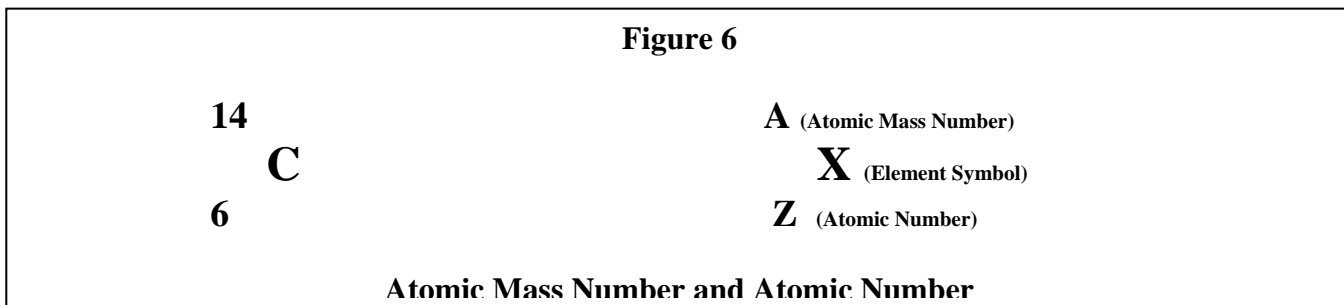 Figure 6
14 A (Atomic Mass Number)
C X (Element Symbol)
6 Z (Atomic Number)
Atomic Mass Number and Atomic Number